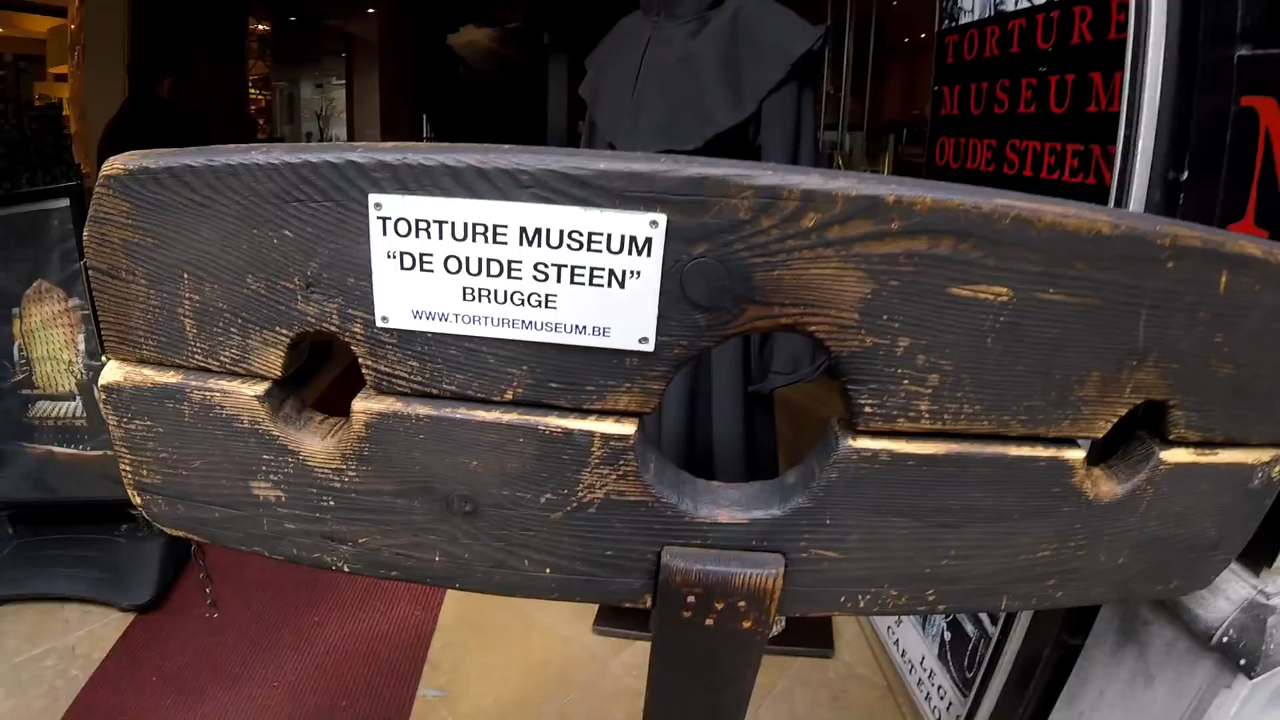 TORTURE MUSEUM
“DE OUDE STEEN”
BRUGGE
WWW.TORTUREMUSEUM.BE
TORTURE
MUSEUM
OUDE STEEN